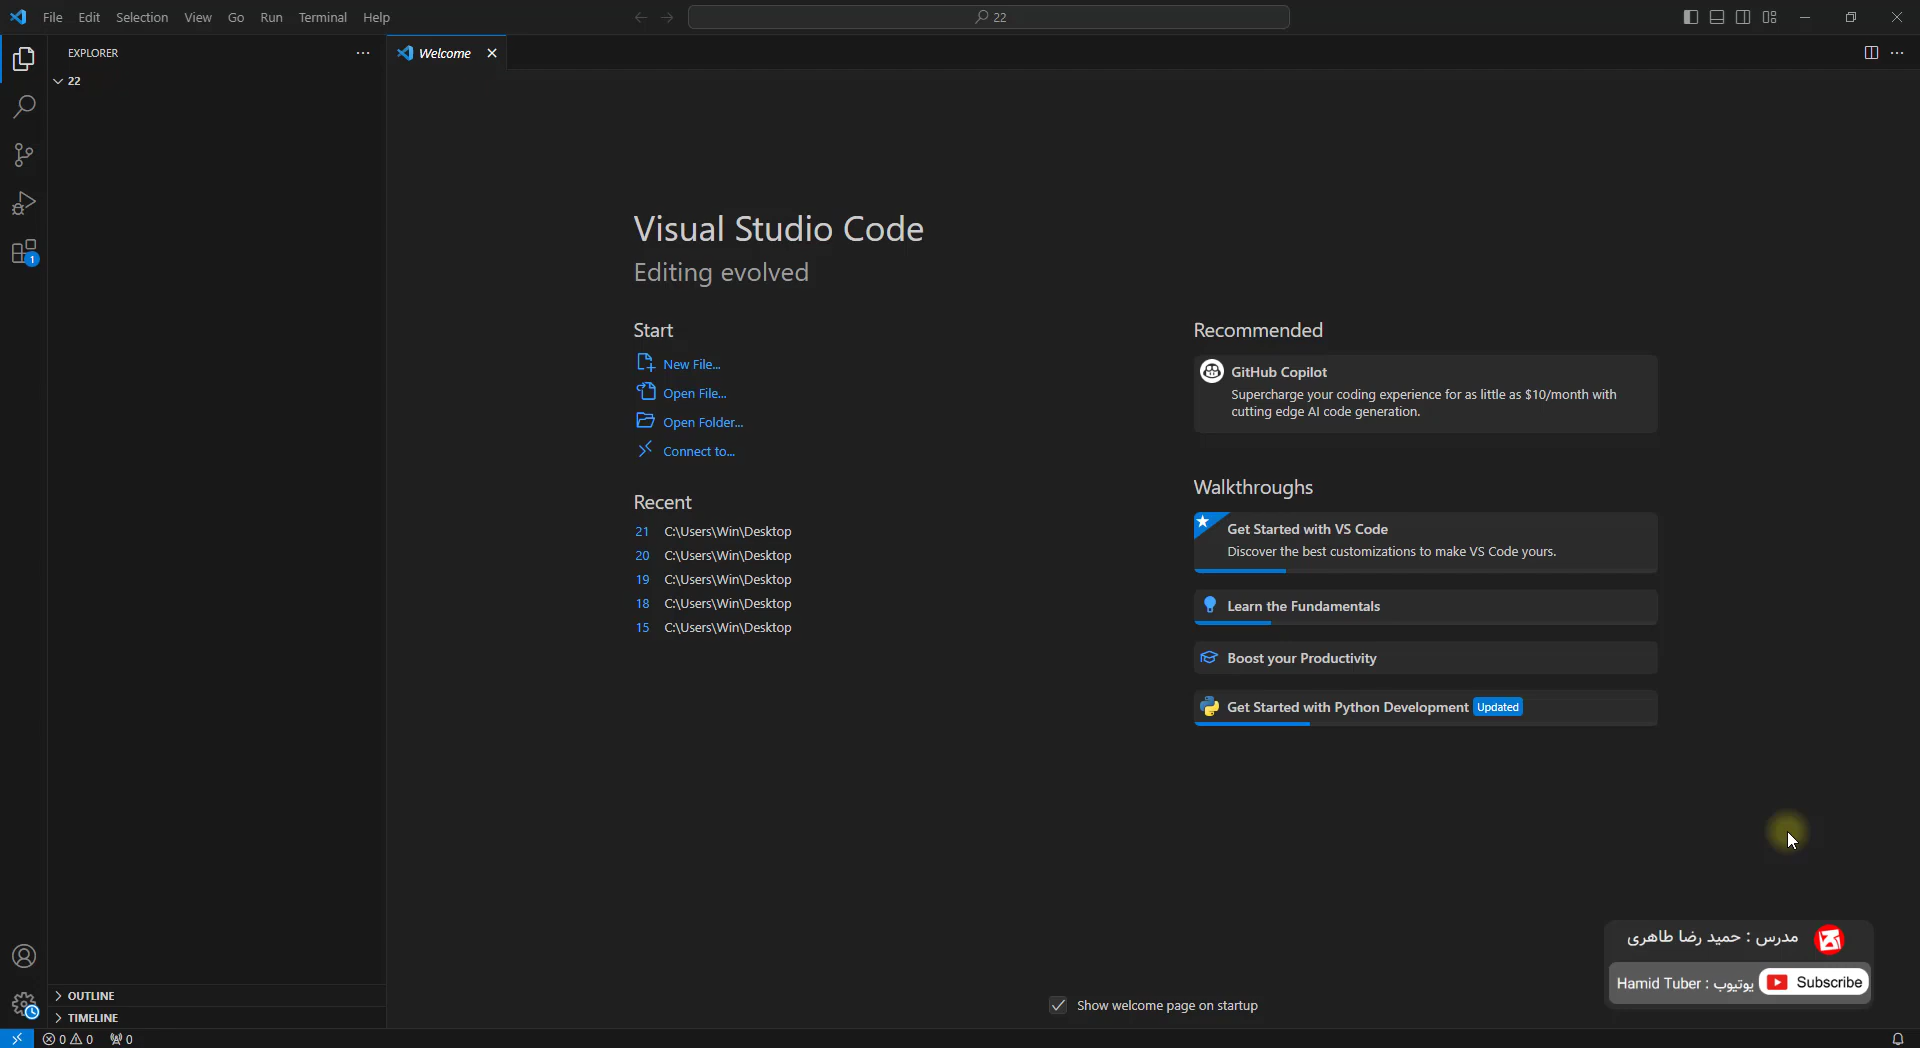 File Edit Selection View Go Run Terminal Help
22
EXPLORER
22
Welcome
Visual Studio Code
Editing evolved
Start
New File...
Open File...
Open Folder...
Connect to...
Recent
21 C:\Users\Win\Desktop
20 C:\Users\Win\Desktop
19 C:\Users\Win\Desktop
18 C:\Users\Win\Desktop
15 C:\Users\Win\Desktop
Recommended
GitHub Copilot
Supercharge your coding experience for as little as $10/month with
cutting edge AI code generation.
Walkthroughs
Get Started with VS Code
Discover the best customizations to make VS Code yours.
Learn the Fundamentals
Boost your Productivity
Get Started with Python Development Updated
1
مدرس : حمید رضا طاهری
یوتیوب : Hamid Tuber
Subscribe
OUTLINE
TIMELINE
Show welcome page on startup
0 0 0